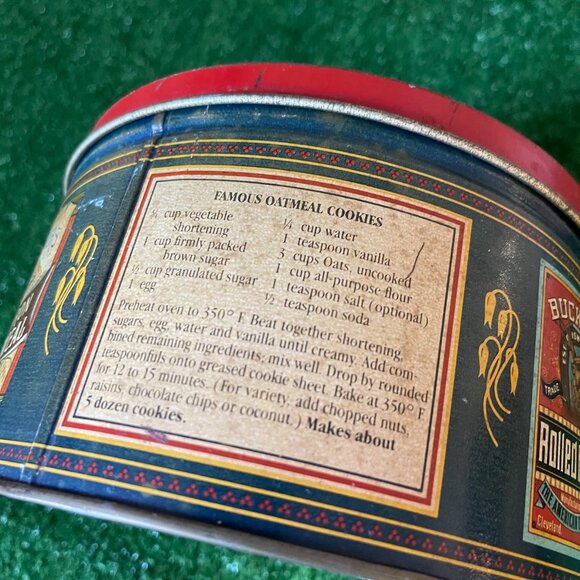 FAMOUS OATMEAL COOKIES
¾ cup vegetable
shortening
1 cup firmly packed
brown sugar
½ cup granulated sugar
1 egg
¼ cup water
1 teaspoon vanilla
3 cups Oats, uncooked
1 cup all-purpose flour
1 teaspoon salt (optional)
½ teaspoon soda
Preheat oven to 350° F. Beat together shortening,
sugars, egg, water and vanilla until creamy. Add com-
bined remaining ingredients; mix well. Drop by rounded
teaspoonfuls onto greased cookie sheet. Bake at 350° F.
for 12 to 15 minutes. (For variety, add chopped nuts,
raisins, chocolate chips or coconut.) Makes about
5 dozen cookies.
TRADE
Rolled
THE AMERICAN
Cleveland.